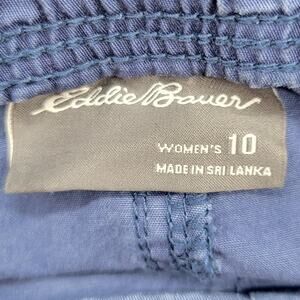 Eddie Bauer
WOMEN'S 10
MADE IN SRI LANKA